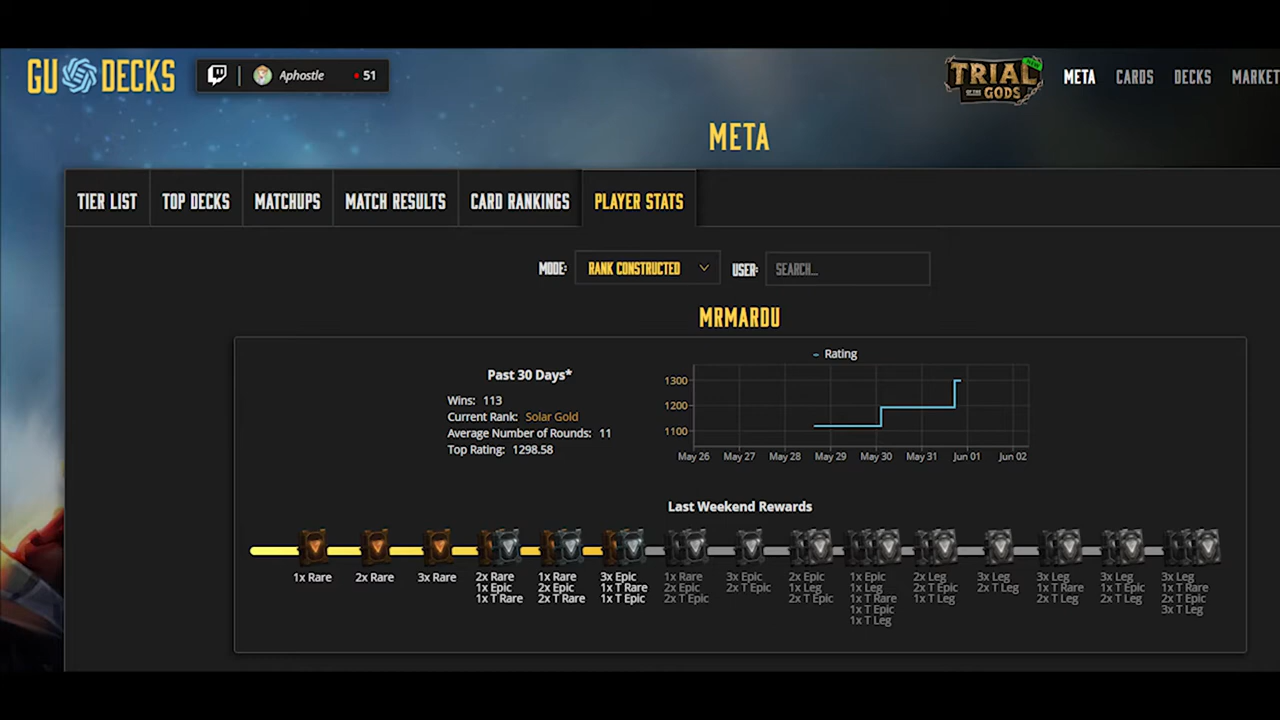 GU DECKS
Aphostle 51
TRIAL OF THE GODS
META CARDS DECKS MARKET
META
TIER LIST TOP DECKS MATCHUPS MATCH RESULTS CARD RANKINGS PLAYER STATS
MODE: RANK CONSTRUCTED USER: SEARCH...
MRMARDU
Past 30 Days*
Wins: 113
Current Rank: Solar Gold
Average Number of Rounds: 11
Top Rating: 1298.58
Rating
1300
1200
1100
May 26 May 27 May 28 May 29 May 30 May 31 Jun 01 Jun 02
Last Weekend Rewards
1x Rare 2x Rare 3x Rare 2x Rare 1x Rare 3x Epic 1x Rare 3x Epic 2x Epic 1x Epic 2x Leg 3x Leg 3x Leg 3x Leg 3x Leg
1x Epic 2x Epic 1x T Rare 2x Epic 2x T Epic 1x Leg 1x Leg 2x T Epic 2x T Leg 1x T Rare 1x T Epic 1x T Rare
1x T Rare 2x T Rare 1x T Epic 2x T Epic 2x T Epic 1x T Rare 1x T Leg 2x T Leg 2x T Leg 2x T Epic
1x T Epic 3x T Leg
1x T Leg